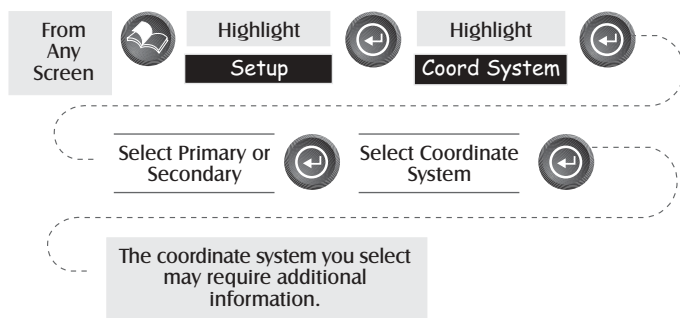 From
Any
Screen
Highlight
Setup
Highlight
Coord System
Select Primary or
Secondary
Select Coordinate
System
The coordinate system you select
may require additional
information.